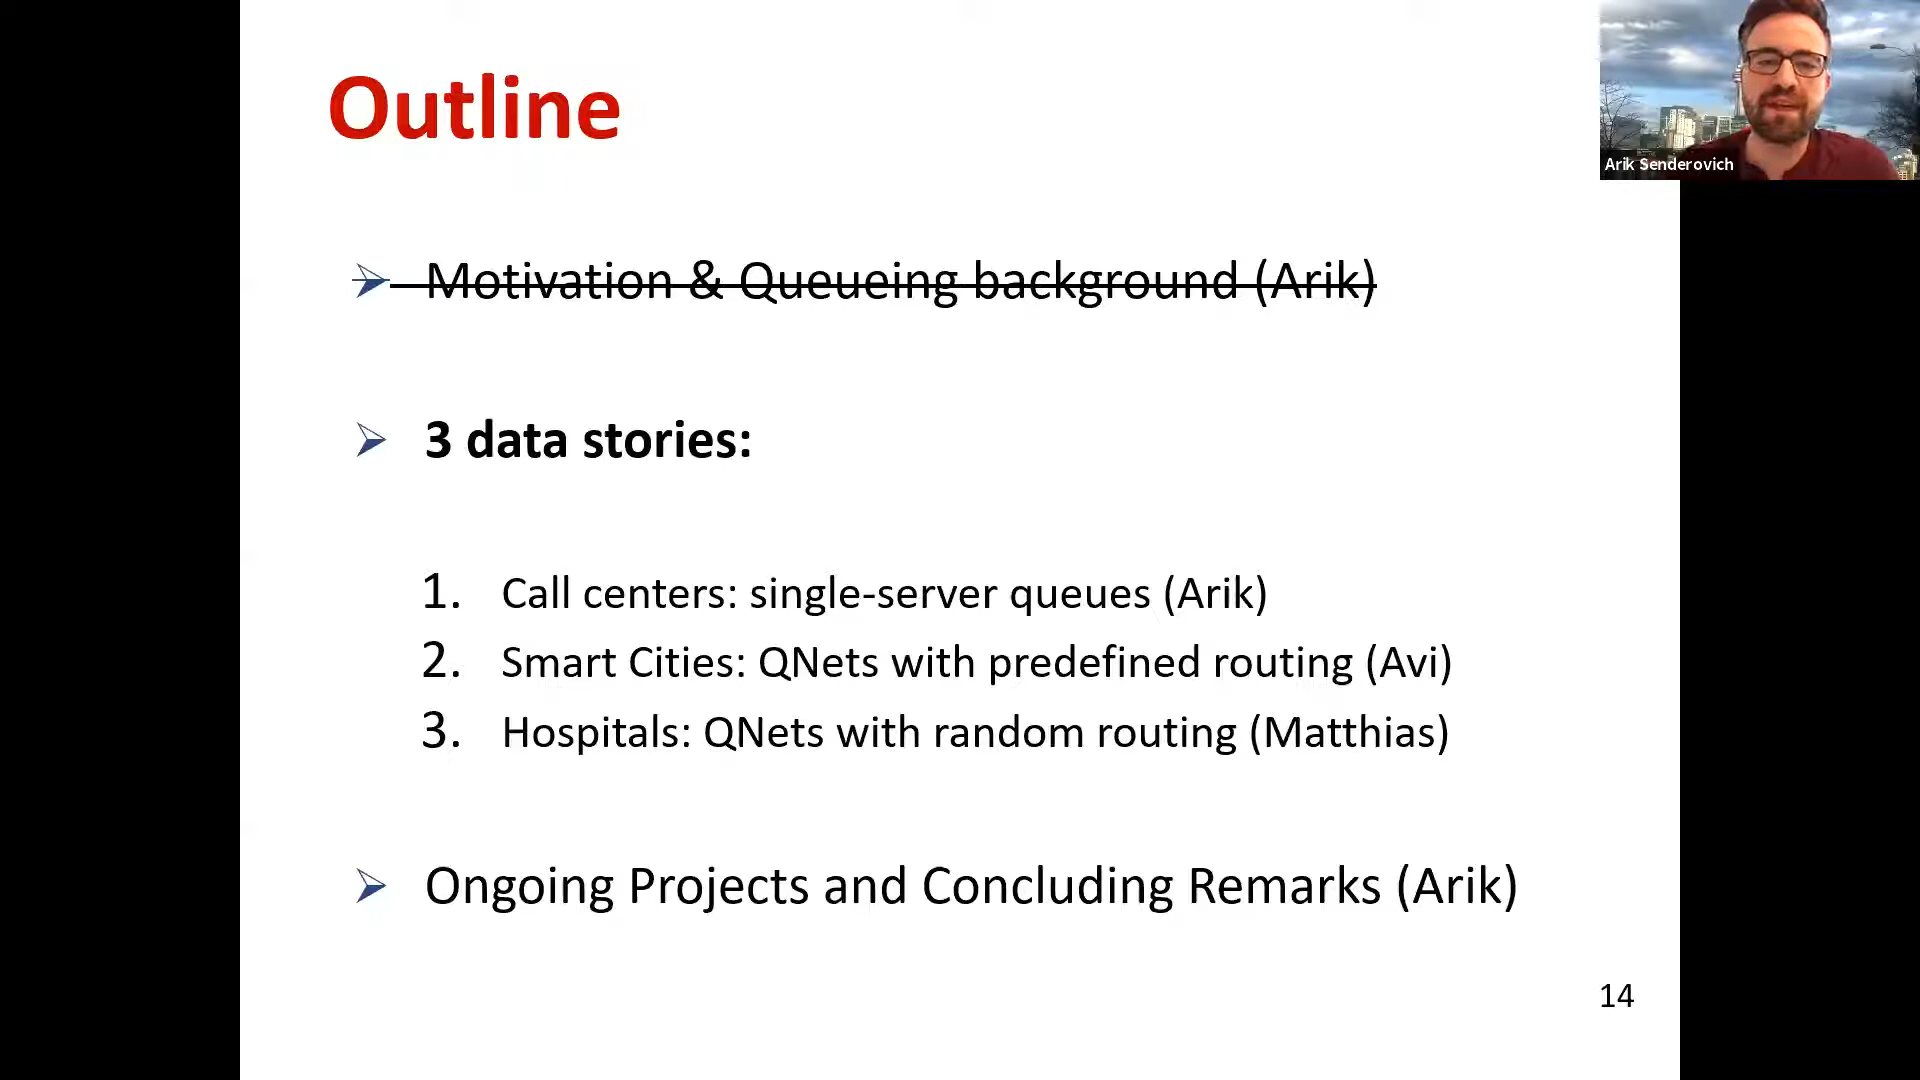 Outline
Arik Senderovich
Motivation & Queueing background (Arik)
3 data stories:
1. Call centers: single-server queues (Arik)
2. Smart Cities: QNets with predefined routing (Avi)
3. Hospitals: QNets with random routing (Matthias)
Ongoing Projects and Concluding Remarks (Arik)
14